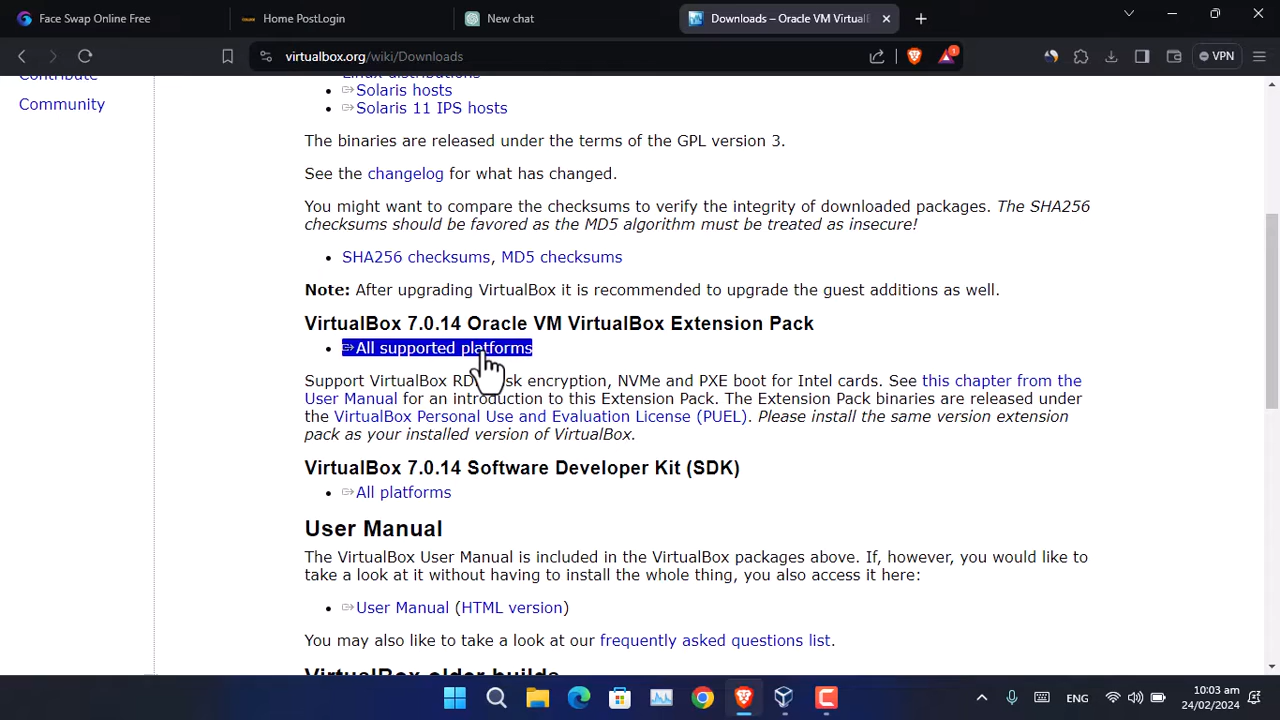 Face Swap Online Free
Home PostLogin
New chat
Downloads – Oracle VM VirtualB
virtualbox.org/wiki/Downloads
1
VPN
Contribute
Community
Linux distributions
Solaris hosts
Solaris 11 IPS hosts
The binaries are released under the terms of the GPL version 3.
See the changelog for what has changed.
You might want to compare the checksums to verify the integrity of downloaded packages. The SHA256
checksums should be favored as the MD5 algorithm must be treated as insecure!
SHA256 checksums, MD5 checksums
Note: After upgrading VirtualBox it is recommended to upgrade the guest additions as well.
VirtualBox 7.0.14 Oracle VM VirtualBox Extension Pack
All supported platforms
Support VirtualBox encryption, NVMe and PXE boot for Intel cards. See this chapter from the
User Manual for an introduction to this Extension Pack. The Extension Pack binaries are released under
the VirtualBox Personal Use and Evaluation License (PUEL). Please install the same version extension
pack as your installed version of VirtualBox.
VirtualBox 7.0.14 Software Developer Kit (SDK)
All platforms
User Manual
The VirtualBox User Manual is included in the VirtualBox packages above. If, however, you would like to
take a look at it without having to install the whole thing, you also access it here:
User Manual (HTML version)
You may also like to take a look at our frequently asked questions list.
VirtualBox older builds
ENG
10:03 am
24/02/2024